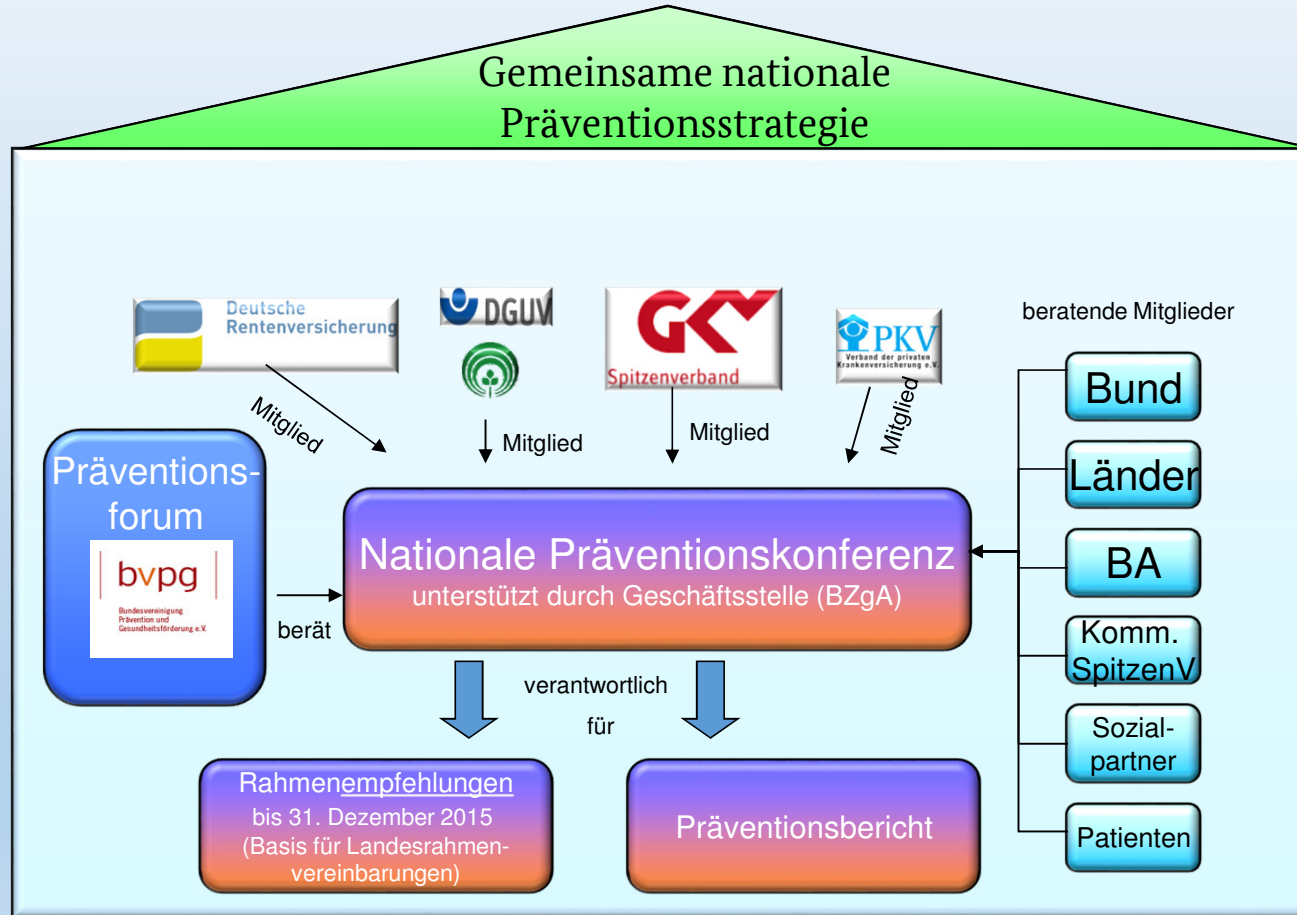 Gemeinsame nationale
Präventionsstrategie
Deutsche
Rentenversicherung
DGUV
GKV
Spitzenverband
PKV
Verband der privaten
Krankenversicherung e.V.
beratende Mitglieder
Mitglied
Mitglied
Mitglied
Mitglied
Präventions-
forum
bvpg
Bundesvereinigung
Prävention und
Gesundheitsförderung e.V.
berät
Nationale Präventionskonferenz
unterstützt durch Geschäftsstelle (BZgA)
Bund
Länder
BA
Komm.
SpitzenV
Sozial-
partner
Patienten
verantwortlich
für
Rahmenempfehlungen
bis 31. Dezember 2015
(Basis für Landesrahmen-
vereinbarungen)
Präventionsbericht